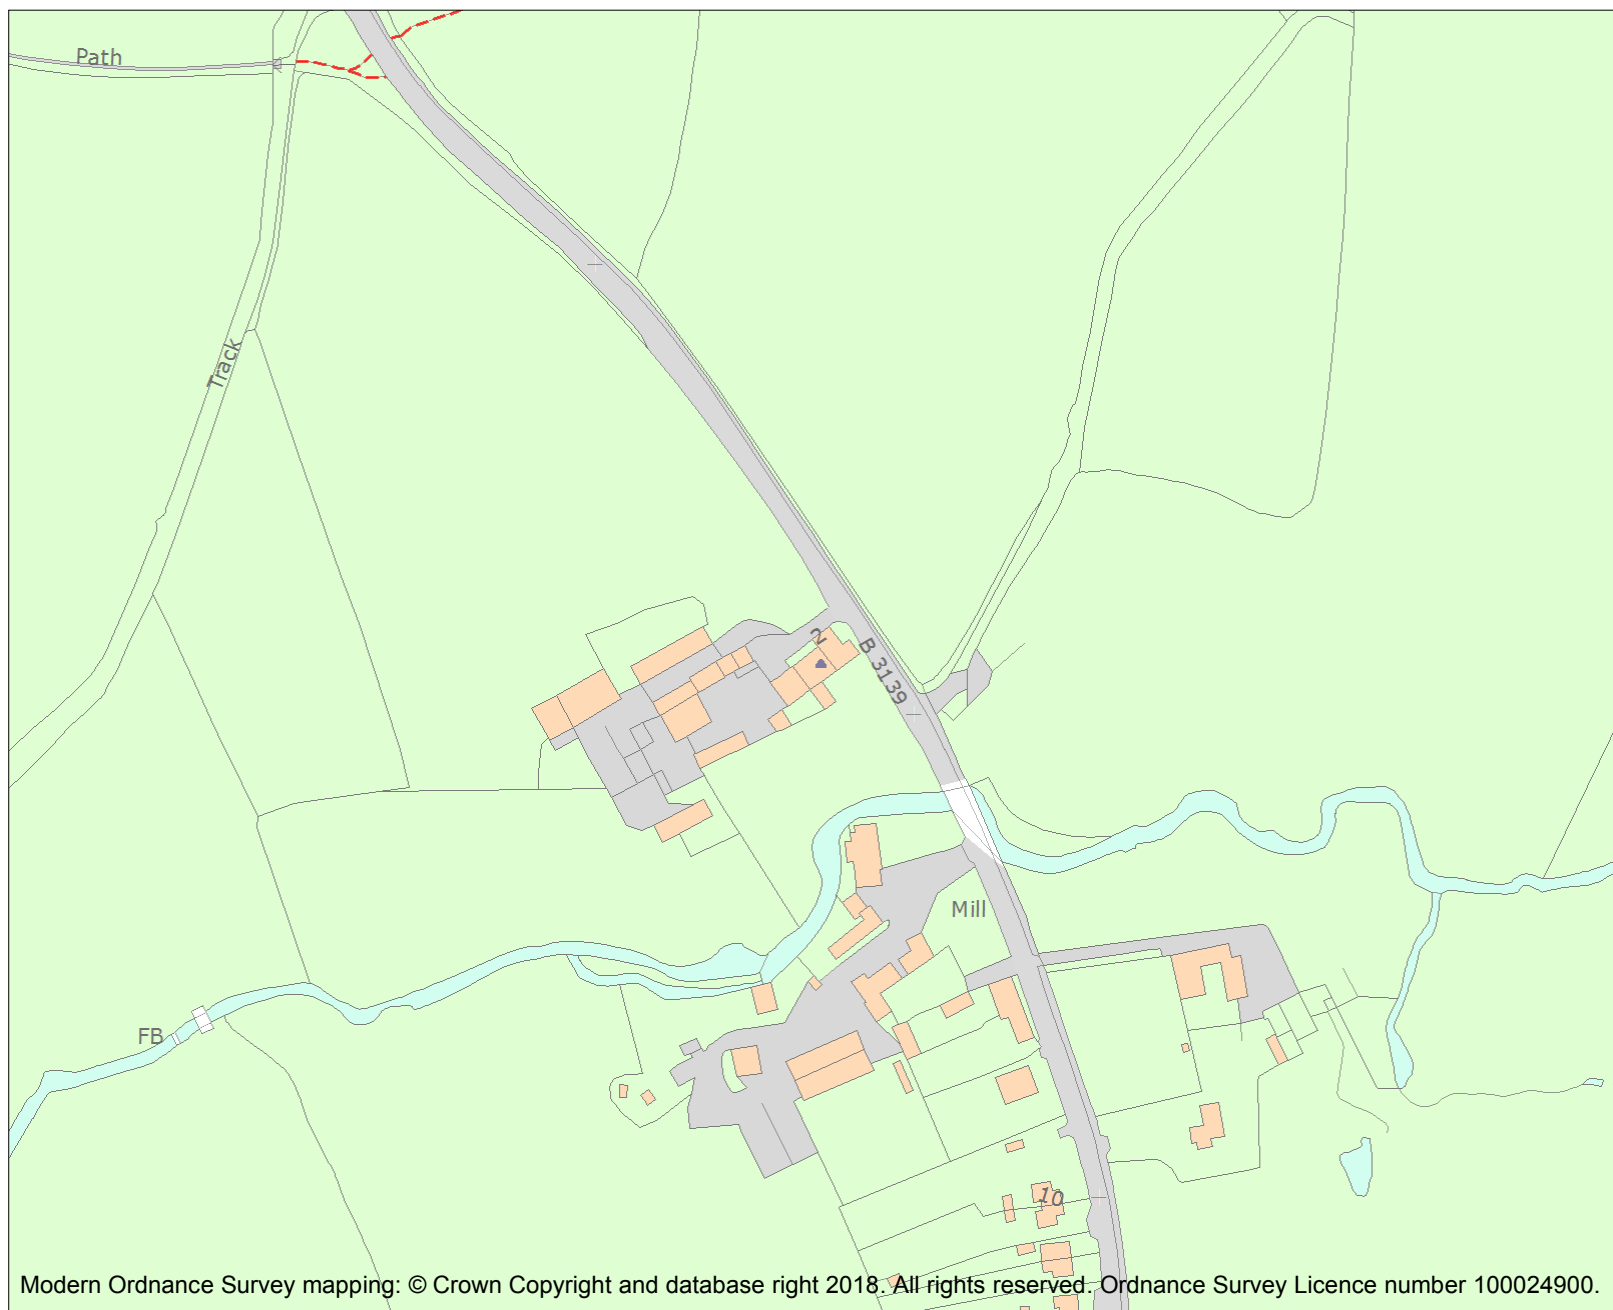 Path
Track
2
B 3139
Mill
FB
10
Modern Ordnance Survey mapping: © Crown Copyright and database right 2018. All rights reserved. Ordnance Survey Licence number 100024900.